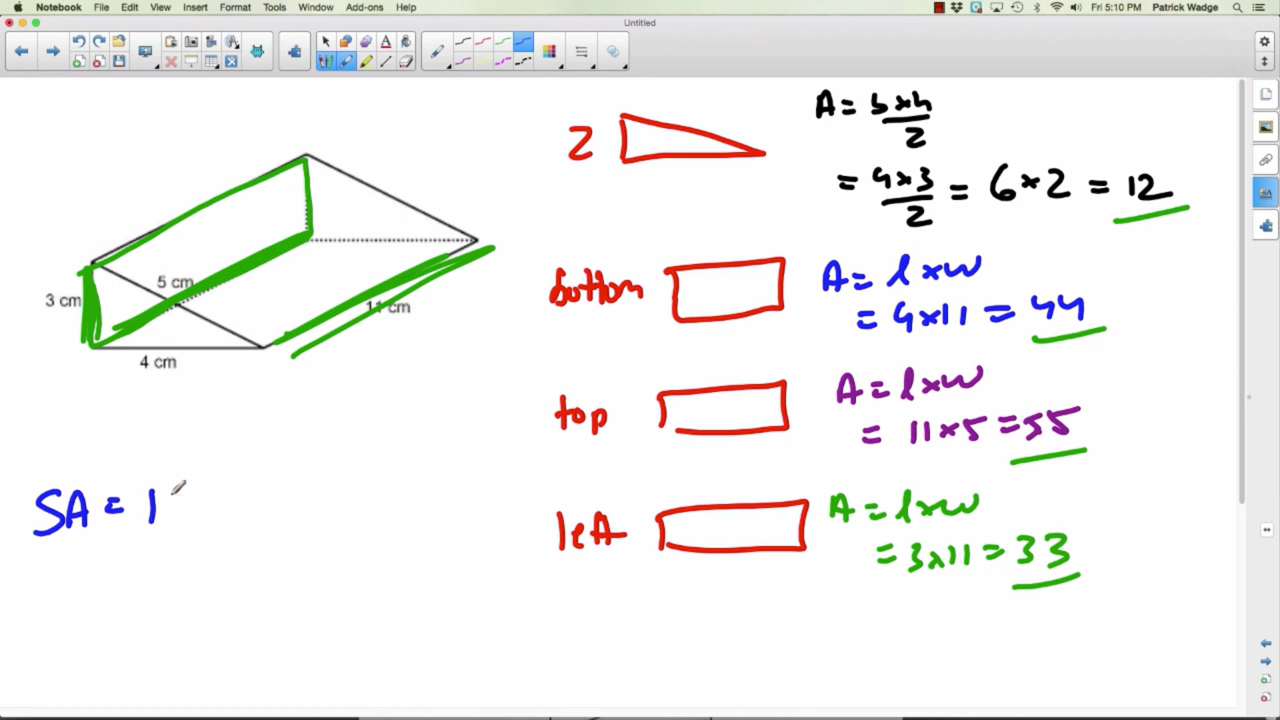 Notebook File Edit View Insert Format Tools Window Add-ons Help
Fri 5:10 PM Patrick Wadge
Untitled
2
A = b×h/2
= 4×3/2 = 6×2 = 12
5 cm
3 cm
11 cm
4 cm
bottom
A = l×w
= 4×11 = 44
top
A = l×w
= 11×5 = 55
SA = 1
left
A = l×w
= 3×11 = 33